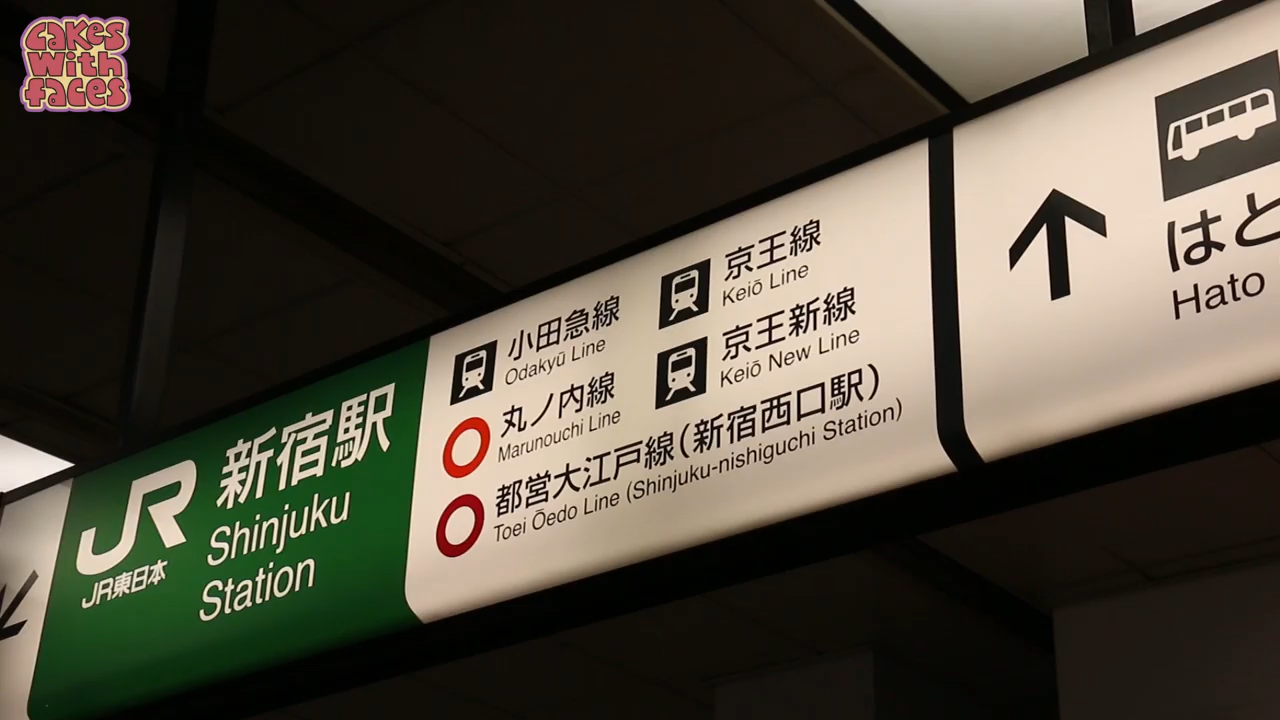 Cakes
With
faces
JR 新宿駅
JR東日本
Shinjuku
Station
小田急線
Odakyū Line
丸ノ内線
Marunouchi Line
京王線
Keiō Line
京王新線
Keiō New Line
都営大江戸線(新宿西口駅)
Toei Ōedo Line (Shinjuku-nishiguchi Station)
はと
Hato